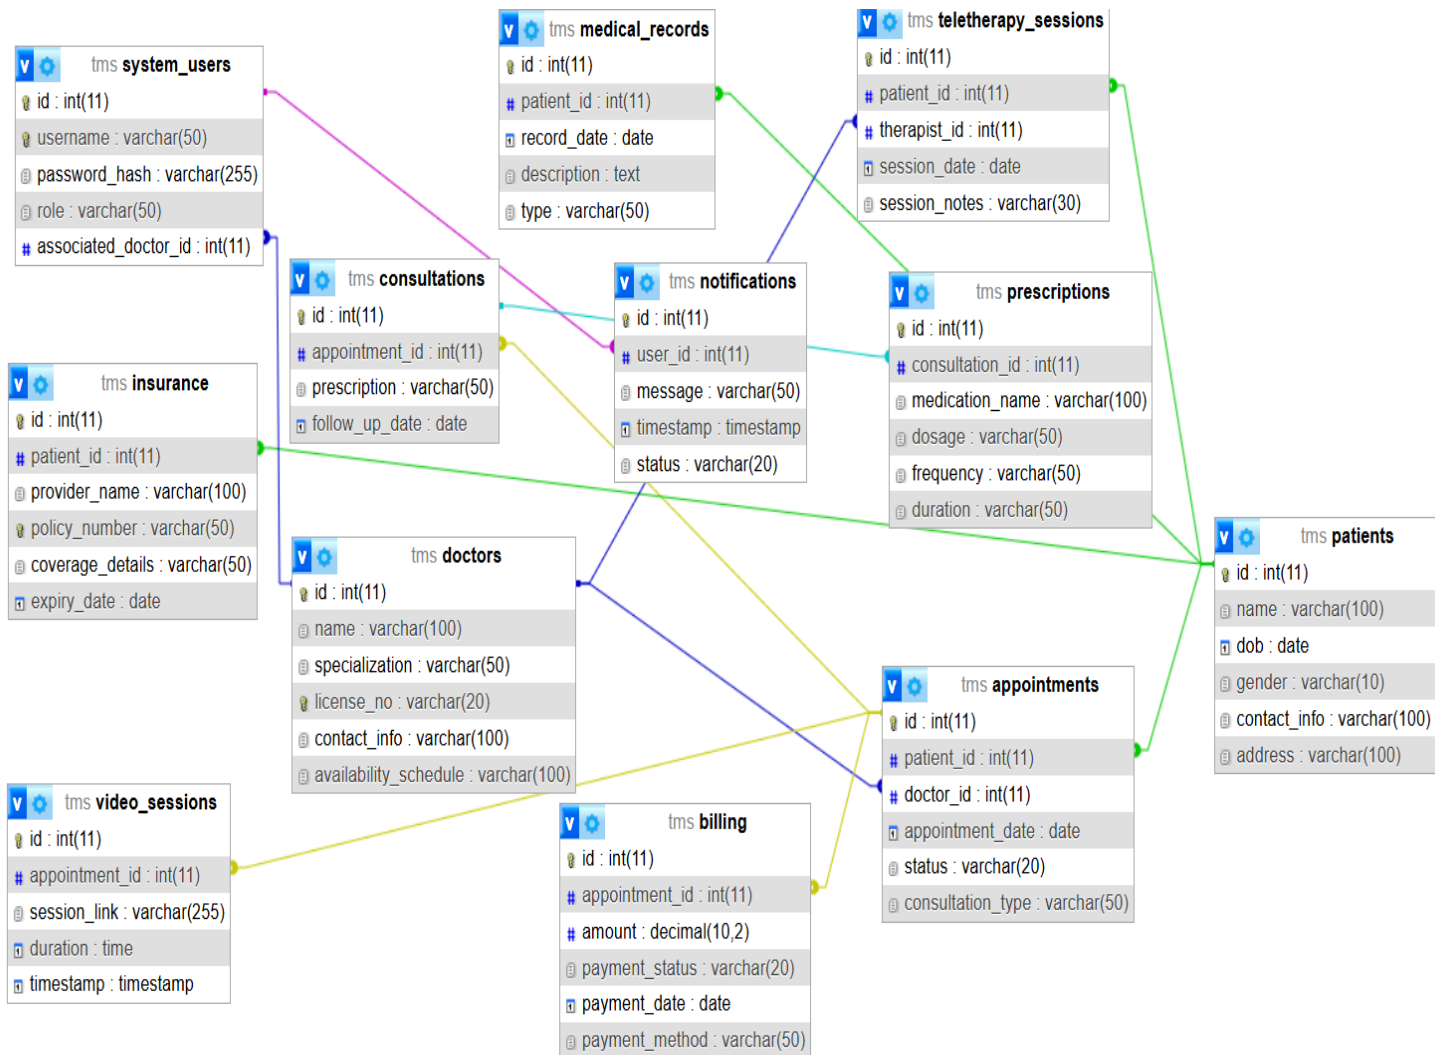 tms system_users
id : int(11)
username : varchar(50)
password_hash : varchar(255)
role : varchar(50)
associated_doctor_id : int(11)
tms medical_records
id : int(11)
patient_id : int(11)
record_date : date
description : text
type : varchar(50)
tms teletherapy_sessions
id : int(11)
patient_id : int(11)
therapist_id : int(11)
session_date : date
session_notes : varchar(30)
tms consultations
id : int(11)
appointment_id : int(11)
prescription : varchar(50)
follow_up_date : date
tms notifications
id : int(11)
user_id : int(11)
message : varchar(50)
timestamp : timestamp
status : varchar(20)
tms prescriptions
id : int(11)
consultation_id : int(11)
medication_name : varchar(100)
dosage : varchar(50)
frequency : varchar(50)
duration : varchar(50)
tms insurance
id : int(11)
patient_id : int(11)
provider_name : varchar(100)
policy_number : varchar(50)
coverage_details : varchar(50)
expiry_date : date
tms doctors
id : int(11)
name : varchar(100)
specialization : varchar(50)
license_no : varchar(20)
contact_info : varchar(100)
availability_schedule : varchar(100)
tms patients
id : int(11)
name : varchar(100)
dob : date
gender : varchar(10)
contact_info : varchar(100)
address : varchar(100)
tms appointments
id : int(11)
patient_id : int(11)
doctor_id : int(11)
appointment_date : date
status : varchar(20)
consultation_type : varchar(50)
tms video_sessions
id : int(11)
appointment_id : int(11)
session_link : varchar(255)
duration : time
timestamp : timestamp
tms billing
id : int(11)
appointment_id : int(11)
amount : decimal(10,2)
payment_status : varchar(20)
payment_date : date
payment_method : varchar(50)